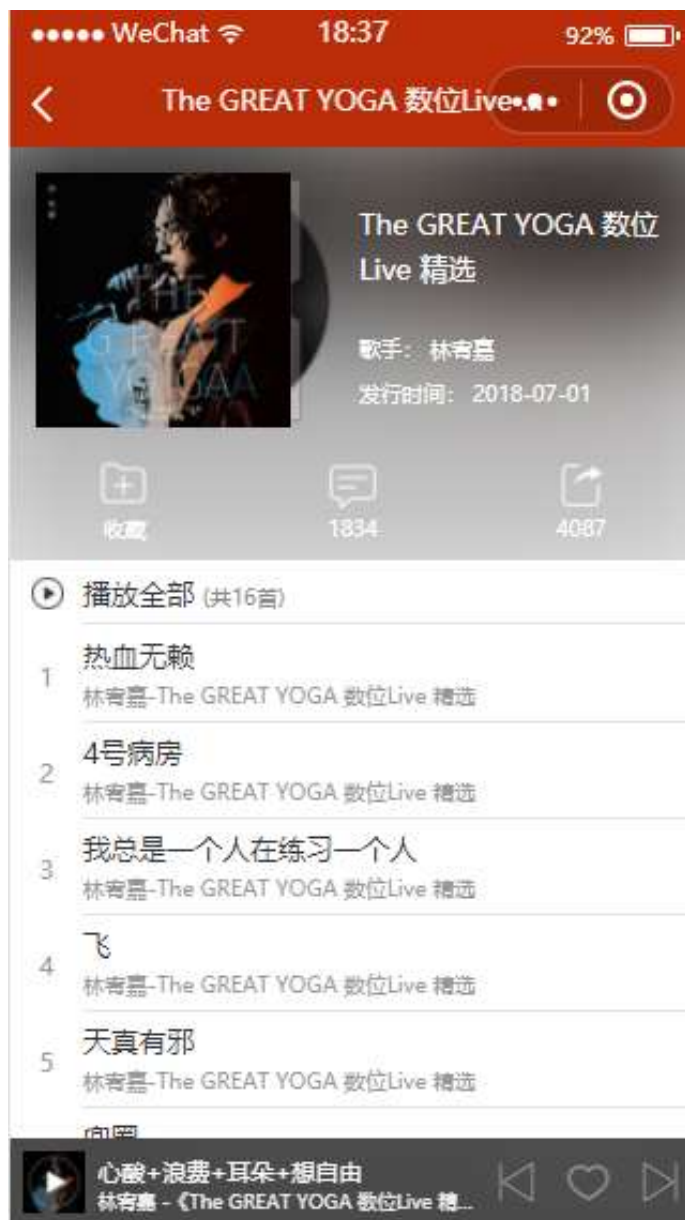 WeChat 18:37 92%
The GREAT YOGA 数位Live...
THE
GREAT
YOGA
The GREAT YOGA 数位
Live 精选
歌手： 林宥嘉
发行时间： 2018-07-01
收藏 1834 4087
播放全部 (共16首)
1 热血无赖
林宥嘉-The GREAT YOGA 数位Live 精选
2 4号病房
林宥嘉-The GREAT YOGA 数位Live 精选
3 我总是一个人在练习一个人
林宥嘉-The GREAT YOGA 数位Live 精选
4 飞
林宥嘉-The GREAT YOGA 数位Live 精选
5 天真有邪
林宥嘉-The GREAT YOGA 数位Live 精选
心酸+浪费+耳朵+想自由
林宥嘉 - 《The GREAT YOGA 数位Live 精...